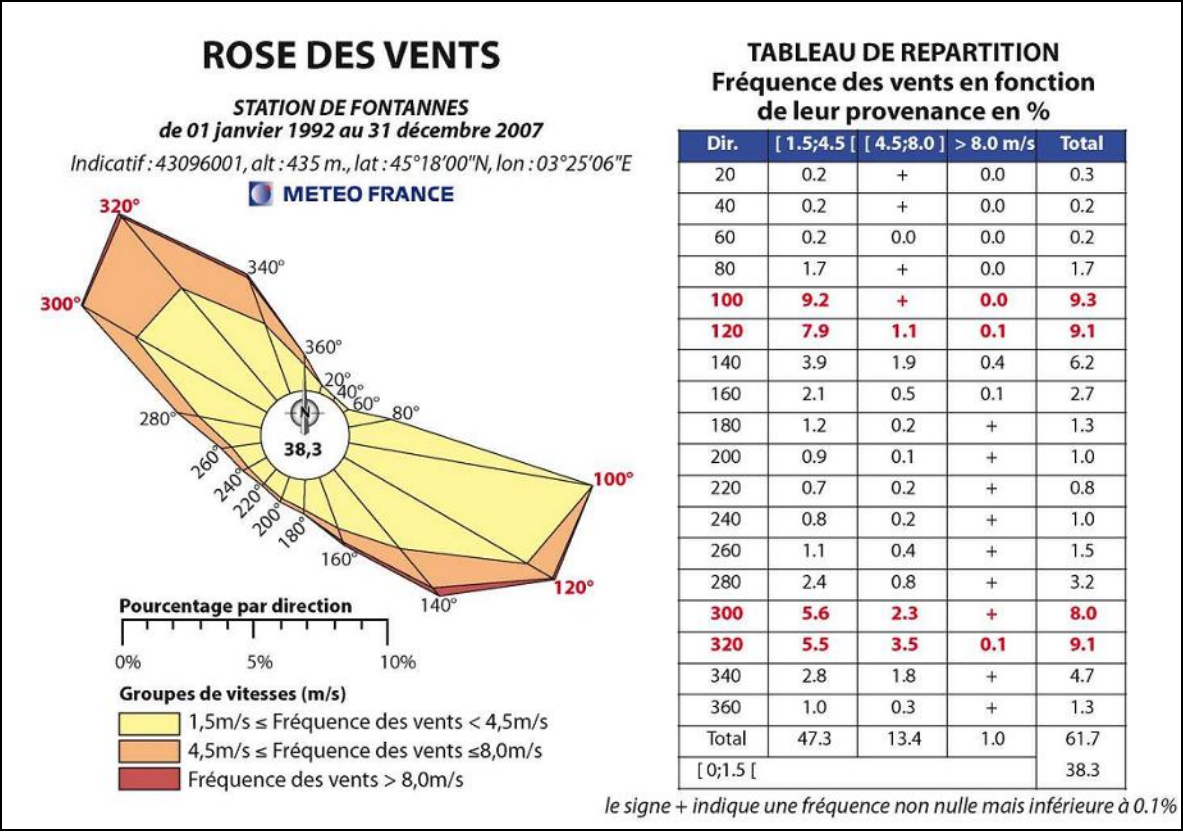 ROSE DES VENTS
STATION DE FONTANNES
de 01 janvier 1992 au 31 décembre 2007
Indicatif : 43096001, alt : 435 m., lat : 45°18'00"N, lon : 03°25'06"E
METEO FRANCE
320°
340°
300°
360°
20°
40°
60°
80°
N
280°
38,3
260°
100°
240°
220°
200°
180°
160°
120°
140°
Pourcentage par direction
0% 5% 10%
Groupes de vitesses (m/s)
1,5m/s ≤ Fréquence des vents < 4,5m/s
4,5m/s ≤ Fréquence des vents ≤8,0m/s
Fréquence des vents > 8,0m/s
TABLEAU DE REPARTITION
Fréquence des vents en fonction
de leur provenance en %
Dir. [ 1.5;4.5 [ [ 4.5;8.0 ] > 8.0 m/s Total
20 0.2 + 0.0 0.3
40 0.2 + 0.0 0.2
60 0.2 0.0 0.0 0.2
80 1.7 + 0.0 1.7
100 9.2 + 0.0 9.3
120 7.9 1.1 0.1 9.1
140 3.9 1.9 0.4 6.2
160 2.1 0.5 0.1 2.7
180 1.2 0.2 + 1.3
200 0.9 0.1 + 1.0
220 0.7 0.2 + 0.8
240 0.8 0.2 + 1.0
260 1.1 0.4 + 1.5
280 2.4 0.8 + 3.2
300 5.6 2.3 + 8.0
320 5.5 3.5 0.1 9.1
340 2.8 1.8 + 4.7
360 1.0 0.3 + 1.3
Total 47.3 13.4 1.0 61.7
[ 0;1.5 [ 38.3
le signe + indique une fréquence non nulle mais inférieure à 0.1%